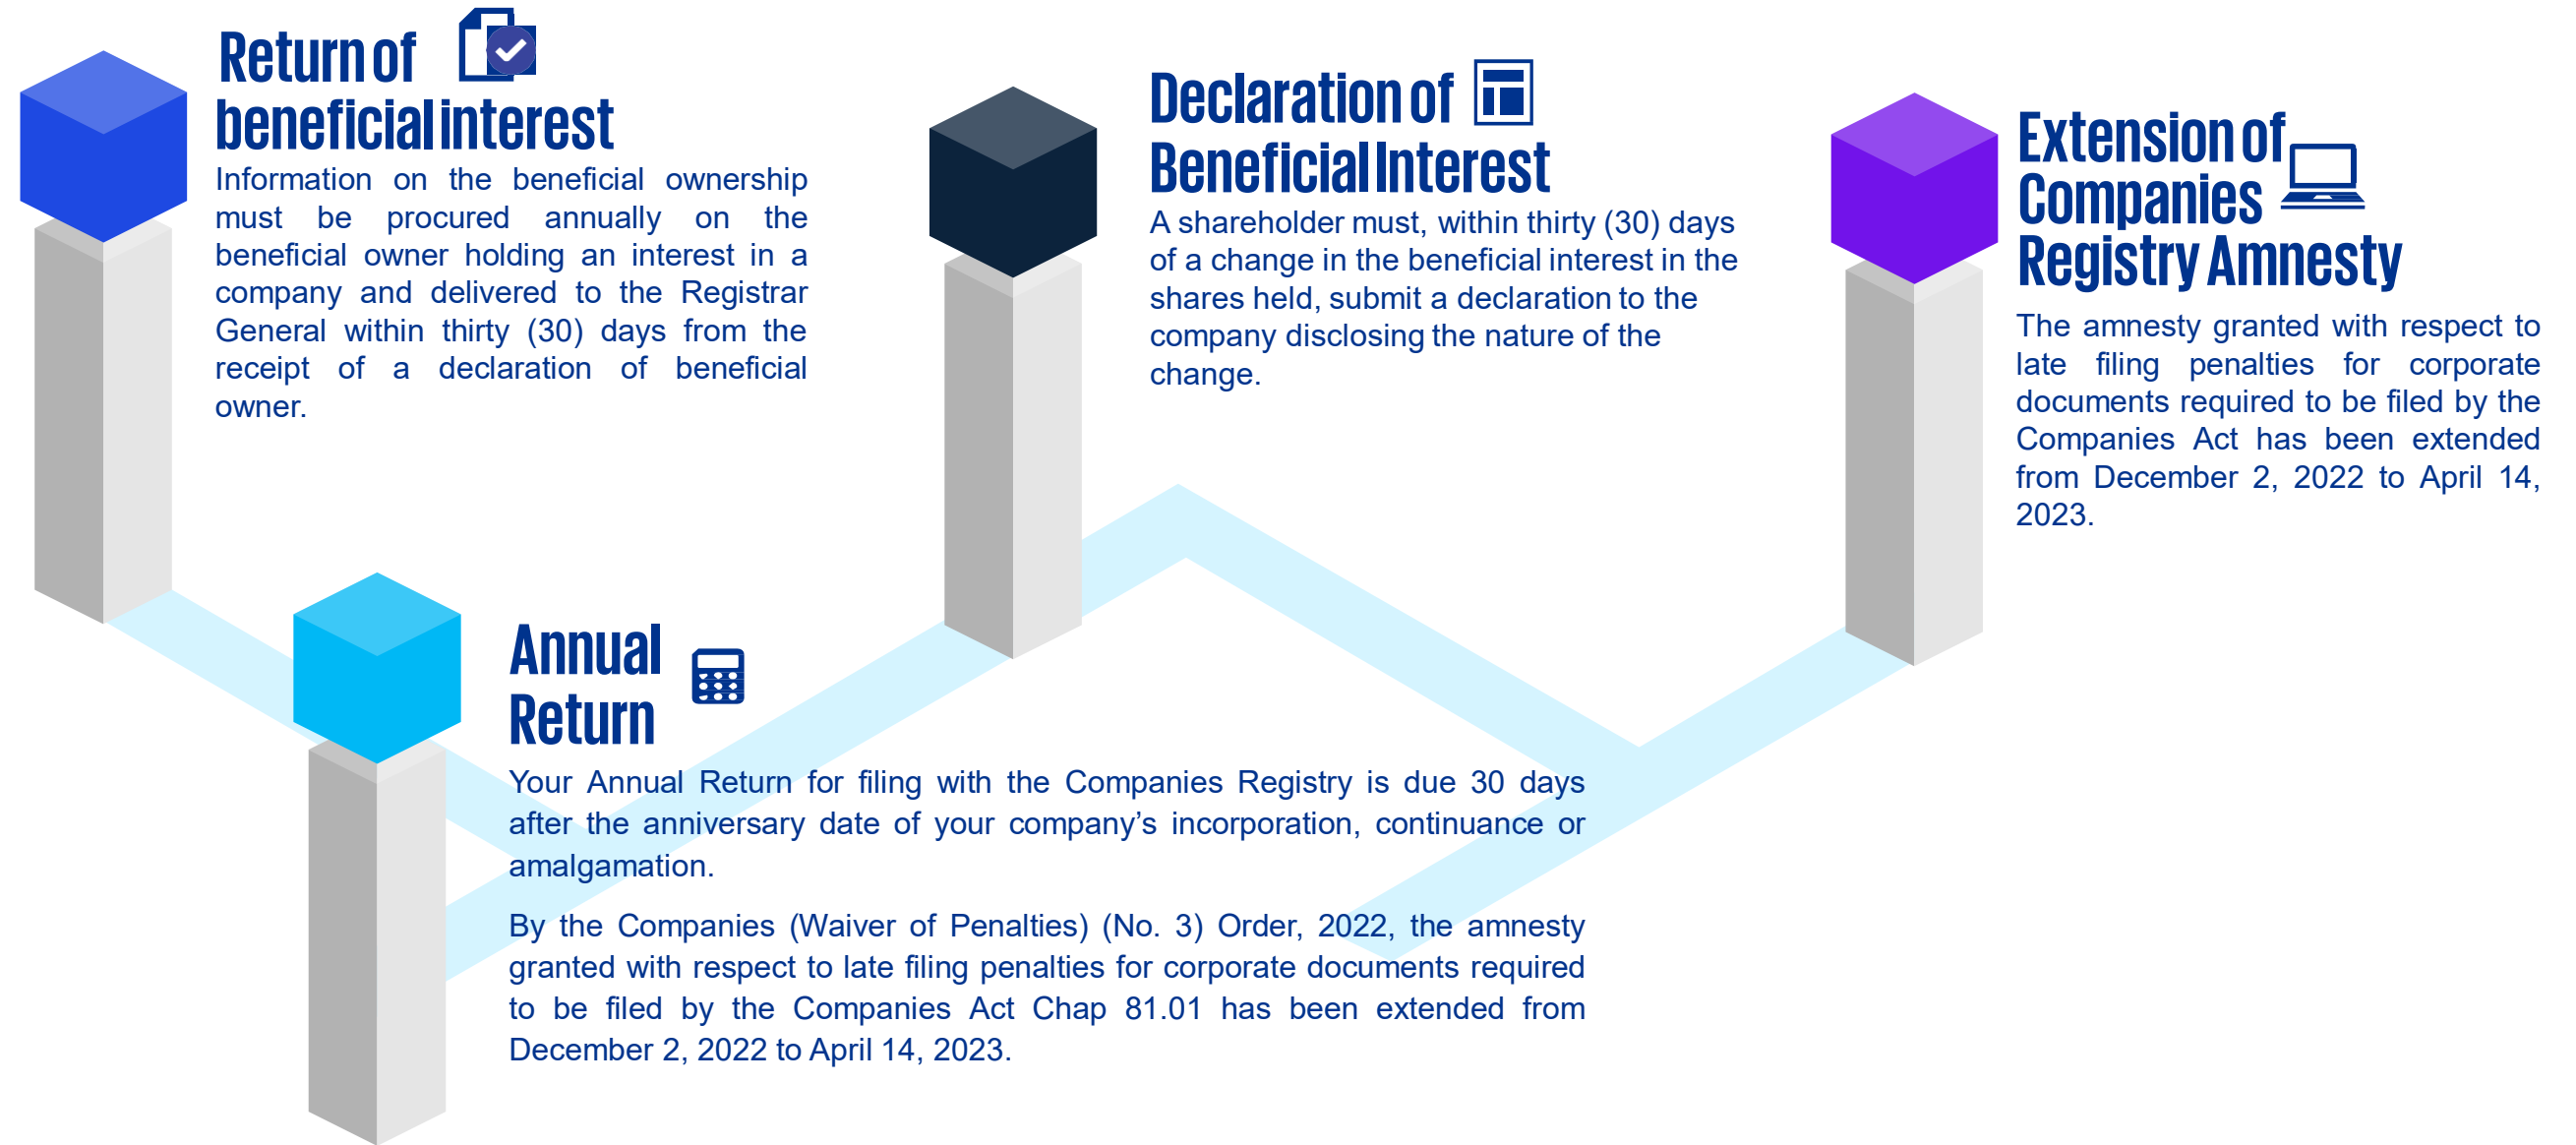 Return of
beneficial interest
Information on the beneficial ownership
must be procured annually on the
beneficial owner holding an interest in a
company and delivered to the Registrar
General within thirty (30) days from the
receipt of a declaration of beneficial
owner.
Annual
Return
Your Annual Return for filing with the Companies Registry is due 30 days
after the anniversary date of your company’s incorporation, continuance or
amalgamation.
By the Companies (Waiver of Penalties) (No. 3) Order, 2022, the amnesty
granted with respect to late filing penalties for corporate documents required
to be filed by the Companies Act Chap 81.01 has been extended from
December 2, 2022 to April 14, 2023.
Declaration of
Beneficial Interest
A shareholder must, within thirty (30) days
of a change in the beneficial interest in the
shares held, submit a declaration to the
company disclosing the nature of the
change.
Extension of
Companies
Registry Amnesty
The amnesty granted with respect to
late filing penalties for corporate
documents required to be filed by the
Companies Act has been extended
from December 2, 2022 to April 14,
2023.